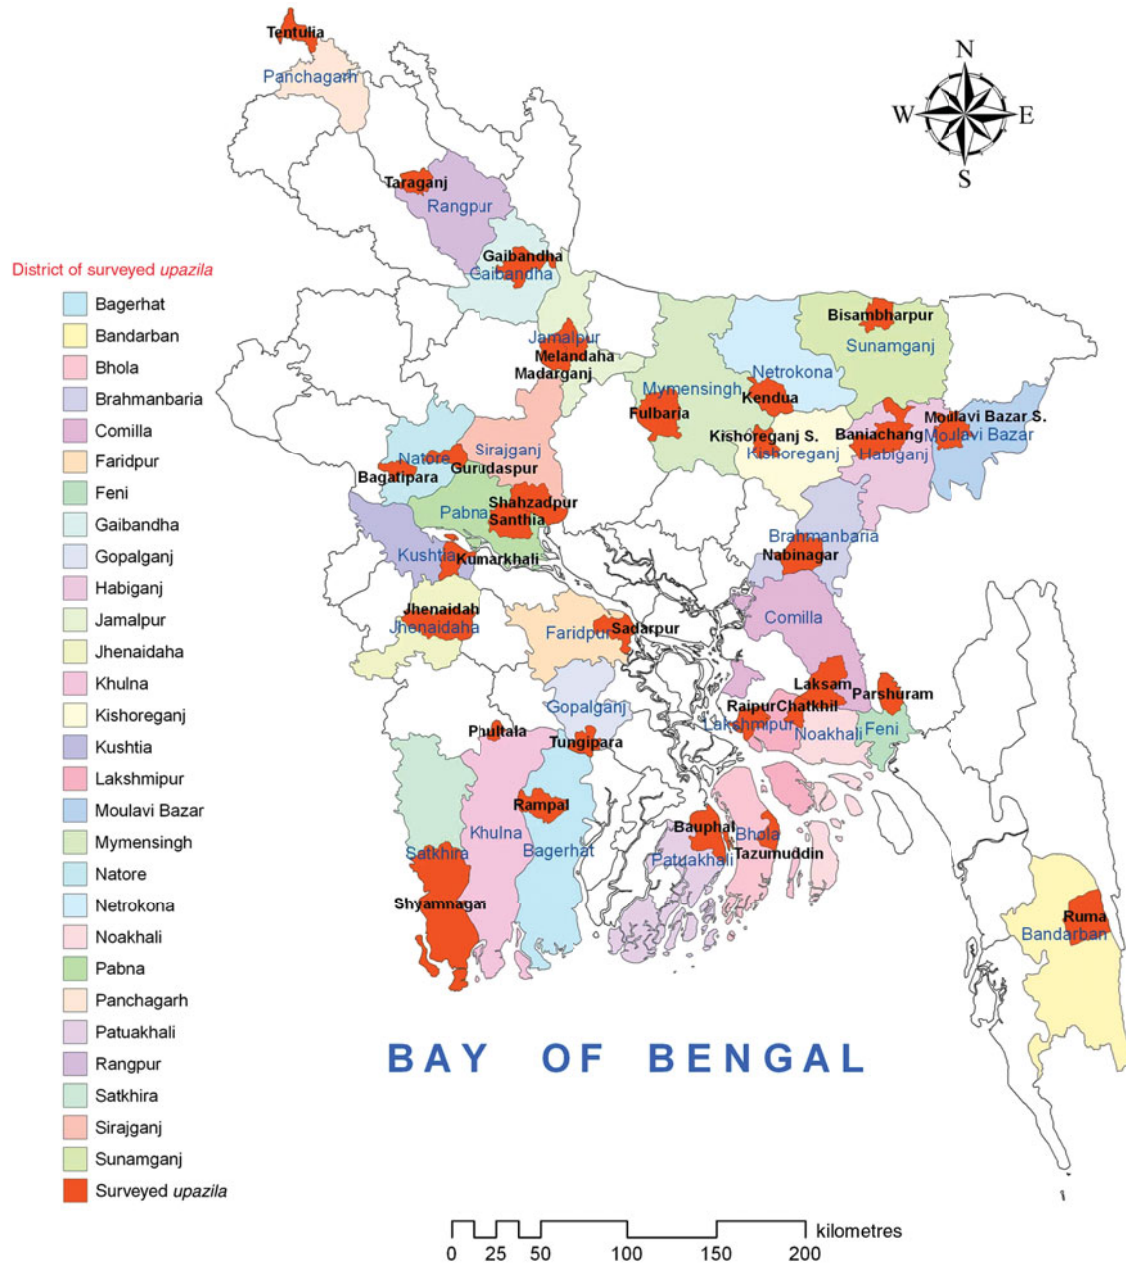 Tentulia
Panchagarh
N
W
E
S
Taraganj
Rangpur
Gaibandha
Gaibandha
Jamalpur
Melandaha
Madarganj
Bisambharpur
Sunamganj
Netrokona
Mymensingh
Kendua
Fulbaria
Kishoreganj S.
Kishoreganj
Baniachang
Habiganj
Moulavi Bazar S.
Moulavi Bazar
Sirajganj
Natore
Gurudaspur
Bagatipara
Shahzadpur
Pabna
Santhia
Kushtia
Kumarkhali
Brahmanbaria
Nabinagar
Jhenaidah
Jhenaidaha
Faridpur
Sadarpur
Comilla
Laksam
Parshuram
Gopalganj
Raipur
Chatkhil
Lakshmipur
Noakhali
Feni
Phultala
Tungipara
Rampal
Khulna
Bagerhat
Bauphal
Bhola
Patuakhali
Tazumuddin
Satkhira
Shyamnagar
Ruma
Bandarban
BAY OF BENGAL
District of surveyed upazila
Bagerhat
Bandarban
Bhola
Brahmanbaria
Comilla
Faridpur
Feni
Gaibandha
Gopalganj
Habiganj
Jamalpur
Jhenaidaha
Khulna
Kishoreganj
Kushtia
Lakshmipur
Moulavi Bazar
Mymensingh
Natore
Netrokona
Noakhali
Pabna
Panchagarh
Patuakhali
Rangpur
Satkhira
Sirajganj
Sunamganj
Surveyed upazila
kilometres
0 25 50 100 150 200